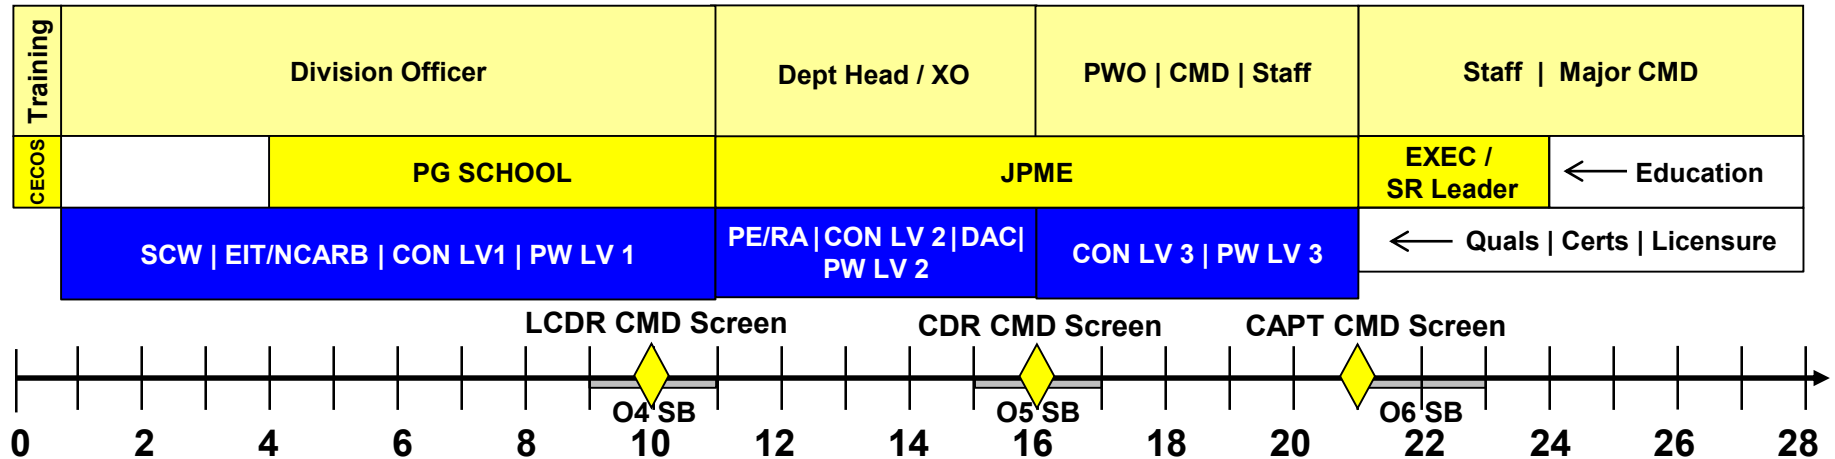 Training
Division Officer
Dept Head / XO
PWO | CMD | Staff
Staff | Major CMD
CECOS
PG SCHOOL
JPME
EXEC /
SR Leader
Education
SCW | EIT/NCARB | CON LV1 | PW LV 1
PE/RA | CON LV 2 | DAC|
PW LV 2
CON LV 3 | PW LV 3
Quals | Certs | Licensure
LCDR CMD Screen
CDR CMD Screen
CAPT CMD Screen
O4 SB
O5 SB
O6 SB
0 2 4 6 8 10 12 14 16 18 20 22 24 26 28